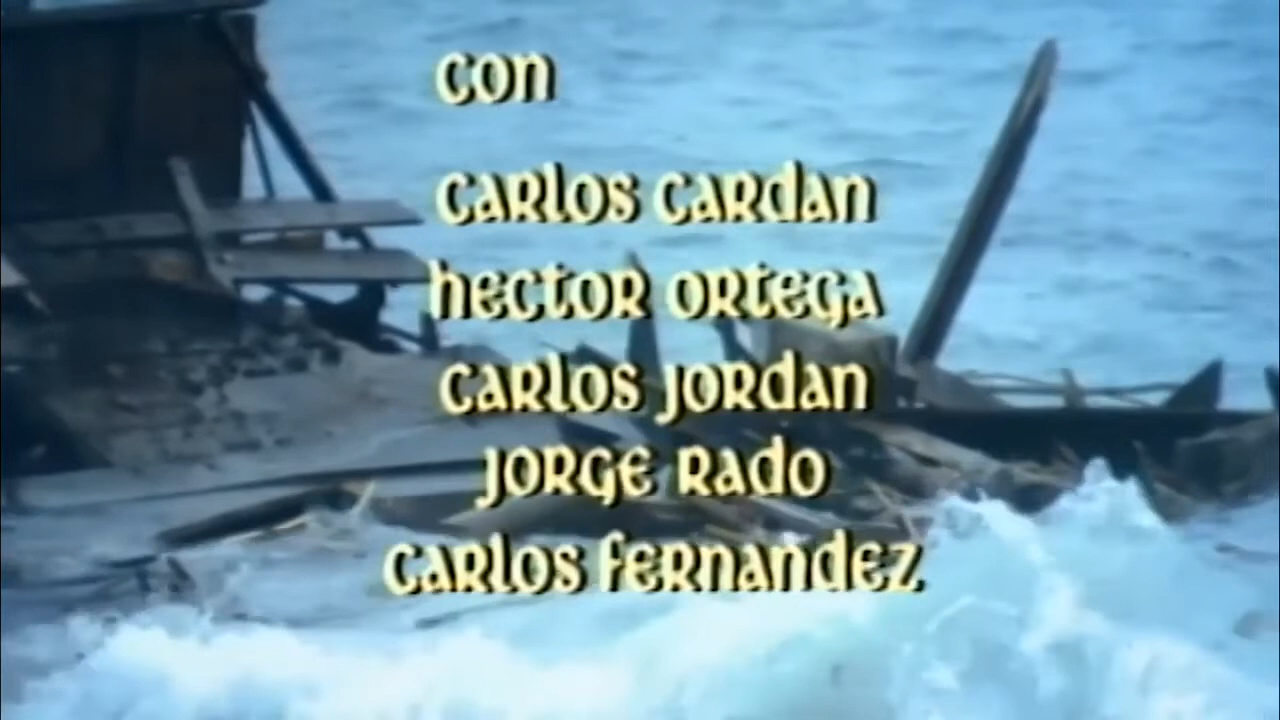 con
carlos cardan
hector ortega
carlos jordan
jorge rado
carlos fernandez